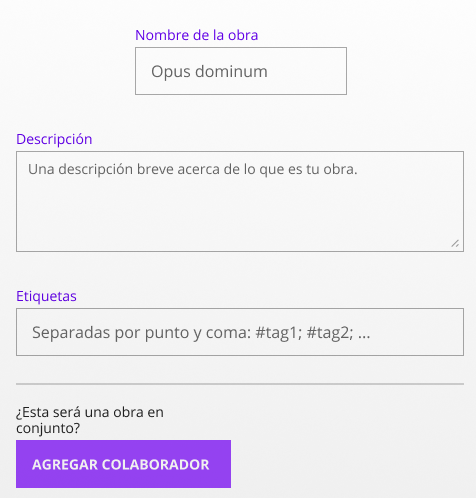 Nombre de la obra
Opus dominum
Descripción
Una descripción breve acerca de lo que es tu obra.
Etiquetas
Separadas por punto y coma: #tag1; #tag2; ...
¿Esta será una obra en
conjunto?
AGREGAR COLABORADOR